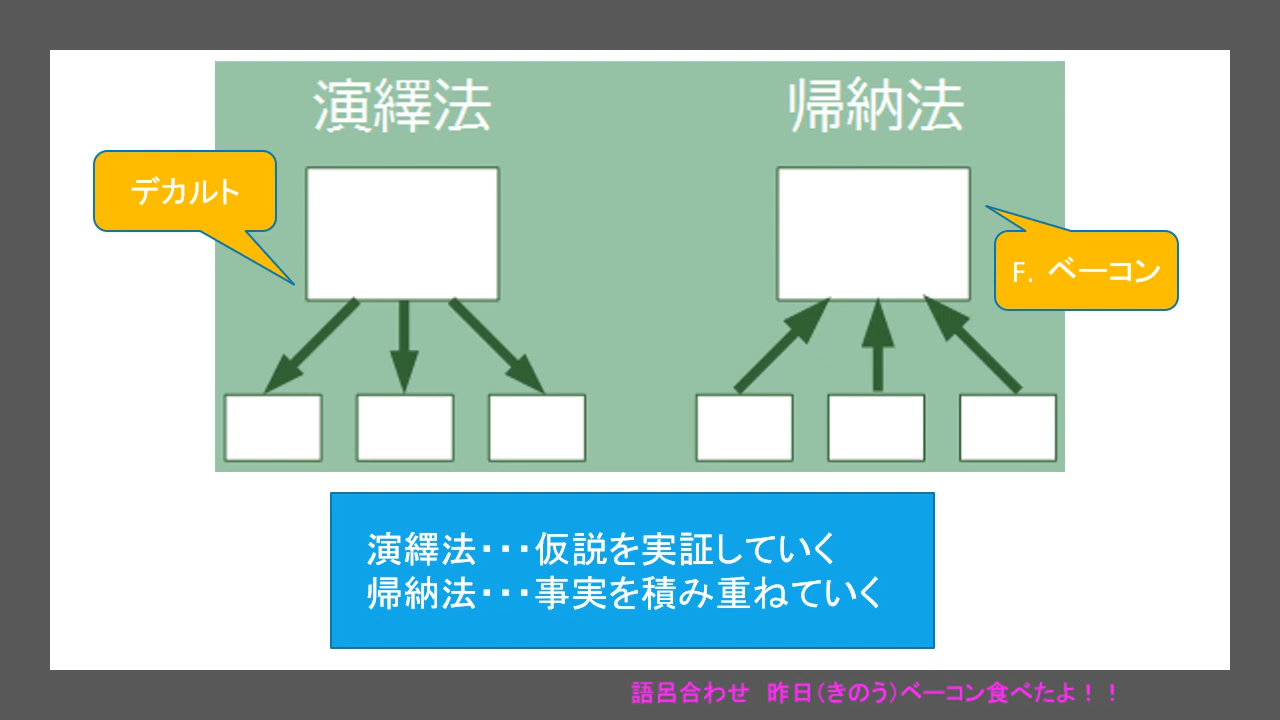 演繹法
帰納法
デカルト
F. ベーコン
演繹法・・・仮説を実証していく
帰納法・・・事実を積み重ねていく
語呂合わせ　昨日(きのう)ベーコン食べたよ！！